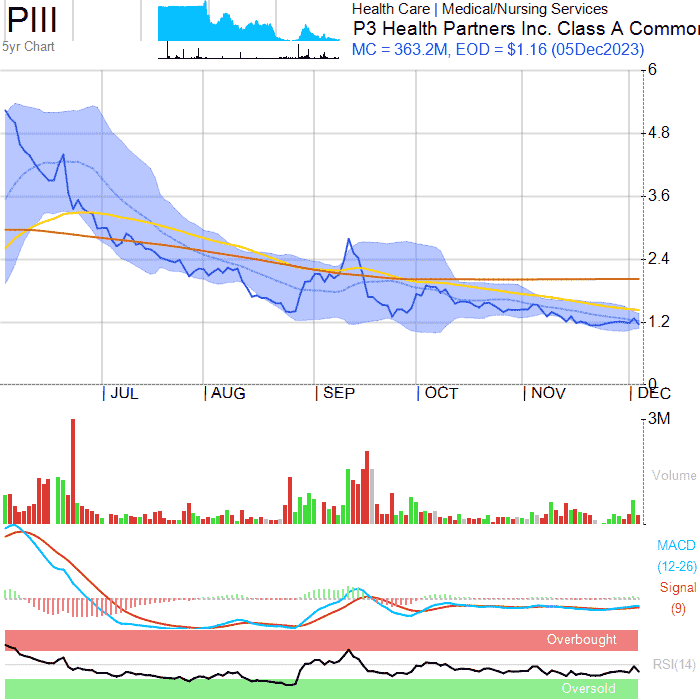 PIII
5yr Chart
Health Care | Medical/Nursing Services
P3 Health Partners Inc. Class A Common
MC = 363.2M, EOD = $1.16 (05Dec2023)
6
4.8
3.6
2.4
1.2
0
JUL AUG SEP OCT NOV DEC
3M
Volume
MACD
(12-26)
Signal
(9)
Overbought
RSI(14)
Oversold